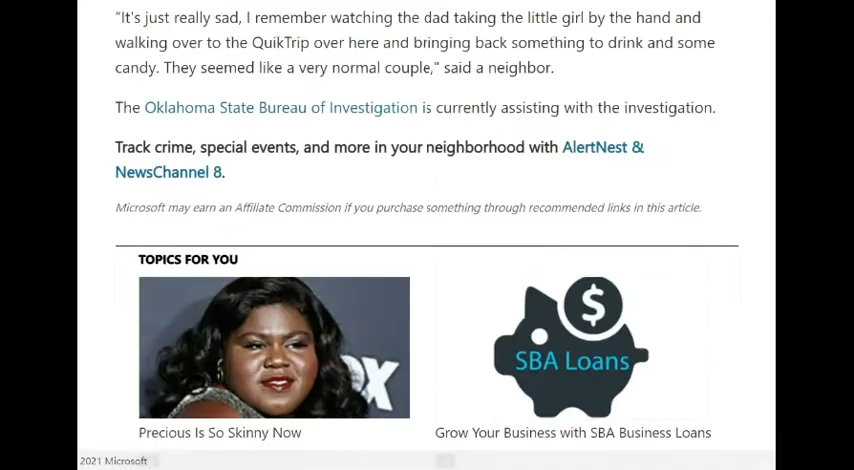 "It's just really sad, I remember watching the dad taking the little girl by the hand and
walking over to the QuikTrip over here and bringing back something to drink and some
candy. They seemed like a very normal couple," said a neighbor.
The Oklahoma State Bureau of Investigation is currently assisting with the investigation.
Track crime, special events, and more in your neighborhood with AlertNest &
NewsChannel 8.
Microsoft may earn an Affiliate Commission if you purchase something through recommended links in this article.
TOPICS FOR YOU
OX
$
SBA Loans
Precious Is So Skinny Now
Grow Your Business with SBA Business Loans
2021 Microsoft